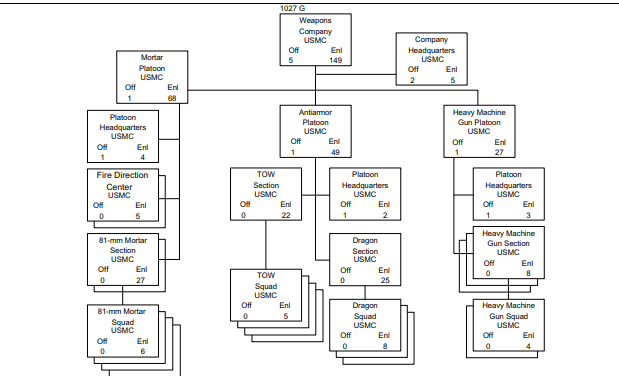 1027 G
Weapons
Company
USMC
Off Enl
5 149
Company
Headquarters
USMC
Off Enl
2 5
Mortar
Platoon
USMC
Off Enl
1 68
Antiarmor
Platoon
USMC
Off Enl
1 49
Heavy Machine
Gun Platoon
USMC
Off Enl
1 27
Platoon
Headquarters
USMC
Off Enl
1 4
Fire Direction
Center
USMC
Off Enl
0 5
81-mm Mortar
Section
USMC
Off Enl
0 27
81-mm Mortar
Squad
USMC
Off Enl
0 6
TOW
Section
USMC
Off Enl
0 22
Platoon
Headquarters
USMC
Off Enl
1 2
TOW
Squad
USMC
Off Enl
0 5
Dragon
Section
USMC
Off Enl
0 25
Dragon
Squad
USMC
Off Enl
0 8
Platoon
Headquarters
USMC
Off Enl
1 3
Heavy Machine
Gun Section
USMC
Off Enl
0 8
Heavy Machine
Gun Squad
USMC
Off Enl
0 4